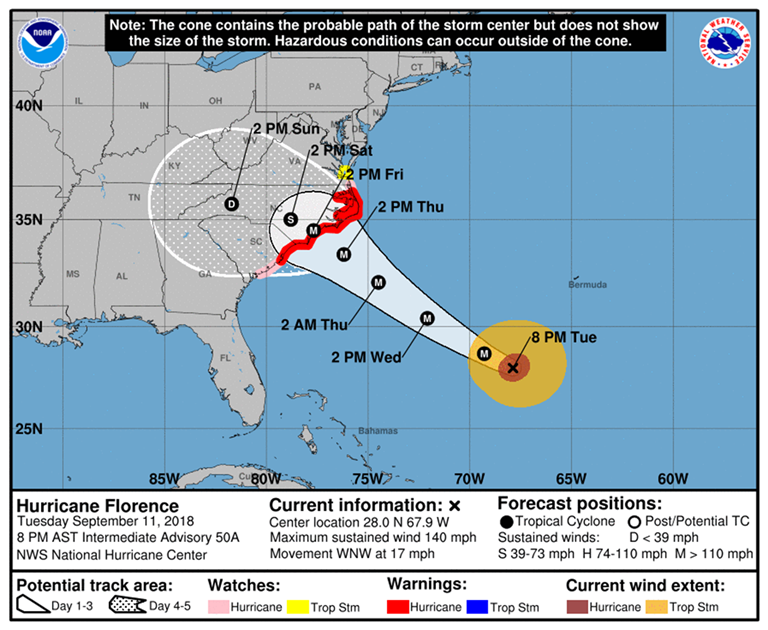 Note: The cone contains the probable path of the storm center but does not show
the size of the storm. Hazardous conditions can occur outside of the cone.
NOAA
NATIONAL WEATHER SERVICE
MA
CT
RI
PA
NJ
40N
IL
IN
OH
MD
DE
2 PM Sun
WV
VA
2 PM Sat
KY
2 PM Fri
TN
D
NC
S
M
2 PM Thu
35N
SC
M
MS
AL
GA
M
Bermuda
2 AM Thu
M
30N
8 PM Tue
FL
2 PM Wed
M
25N
Bahamas
Cuba
85W
80W
75W
70W
65W
60W
Hurricane Florence
Tuesday September 11, 2018
8 PM AST Intermediate Advisory 50A
NWS National Hurricane Center
Current information: ×
Center location 28.0 N 67.9 W
Maximum sustained wind 140 mph
Movement WNW at 17 mph
Forecast positions:
Tropical Cyclone Post/Potential TC
Sustained winds: D < 39 mph
S 39-73 mph H 74-110 mph M > 110 mph
Potential track area:
Day 1-3 Day 4-5
Watches:
Hurricane Trop Stm
Warnings:
Hurricane Trop Stm
Current wind extent:
Hurricane Trop Stm